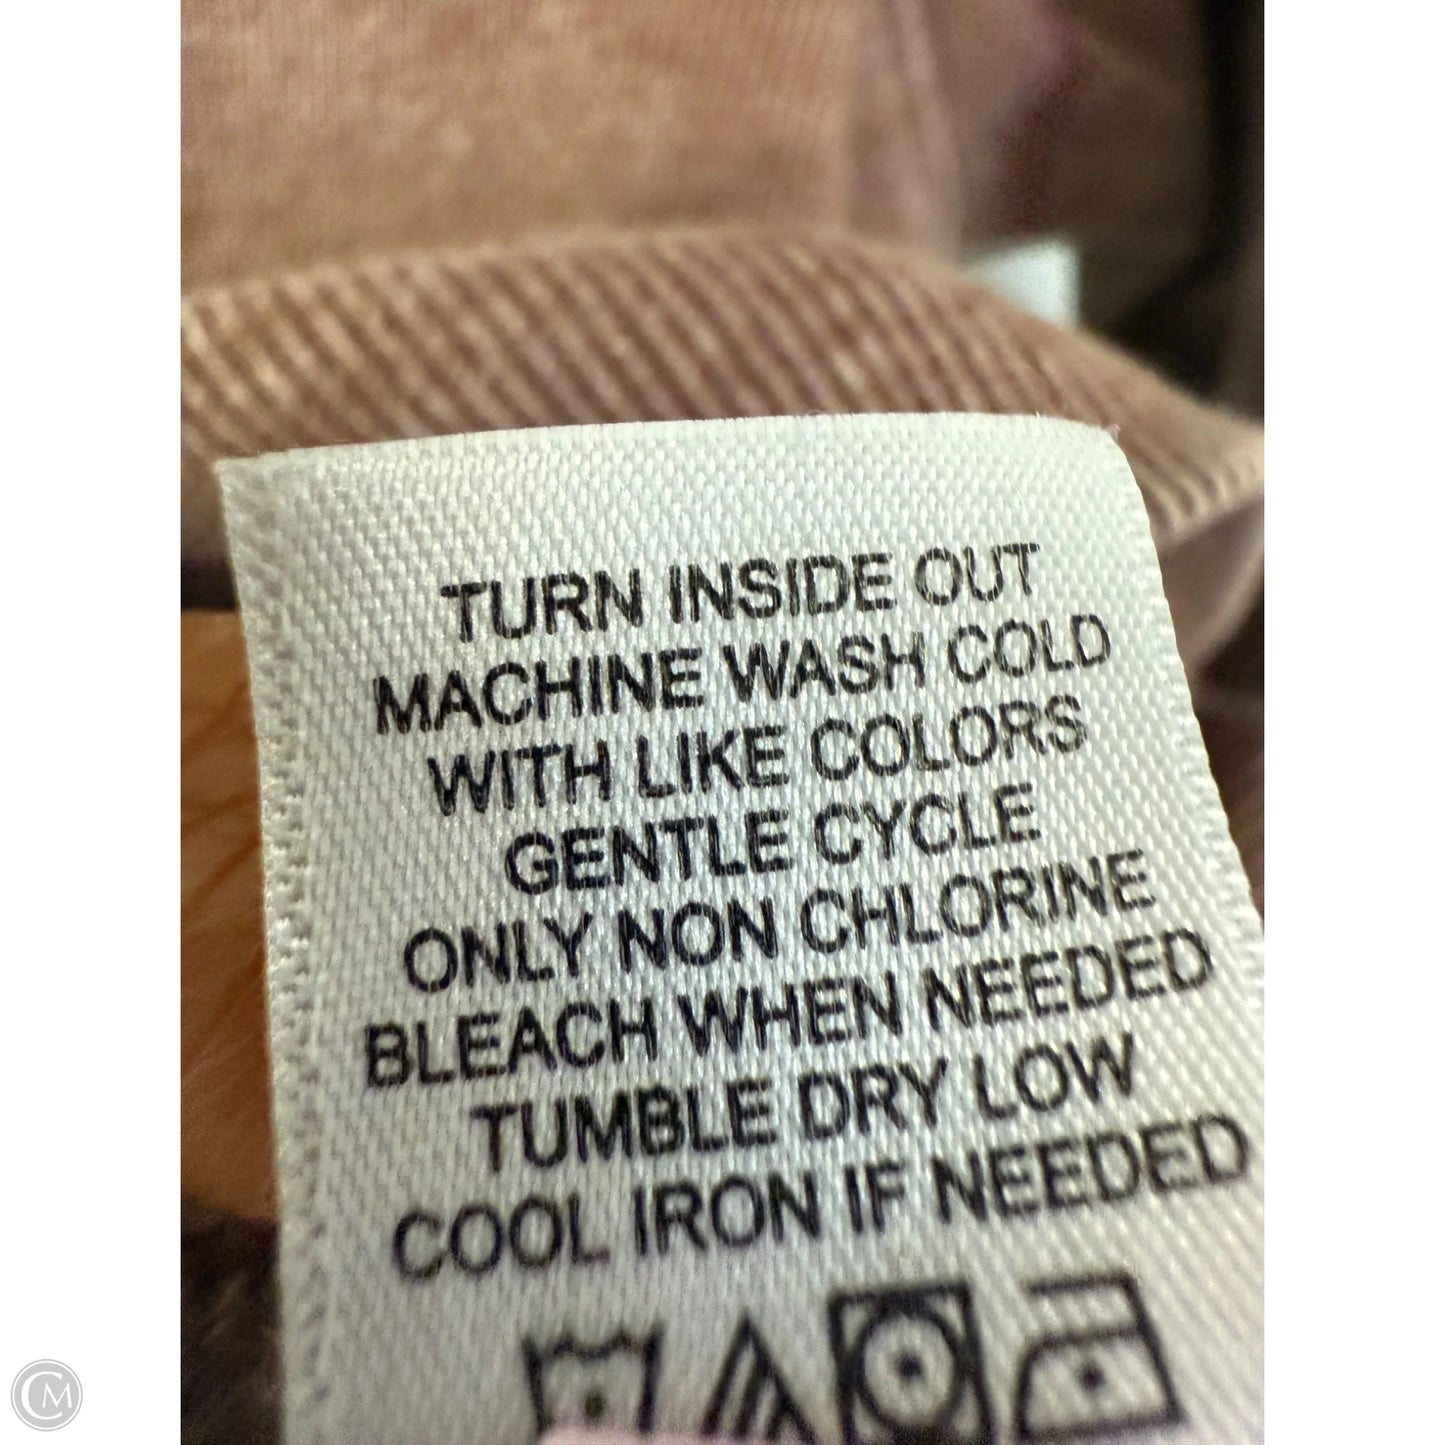 TURN INSIDE OUT
MACHINE WASH COLD
WITH LIKE COLORS
GENTLE CYCLE
ONLY NON CHLORINE
BLEACH WHEN NEEDED
TUMBLE DRY LOW
COOL IRON IF NEEDED
CM